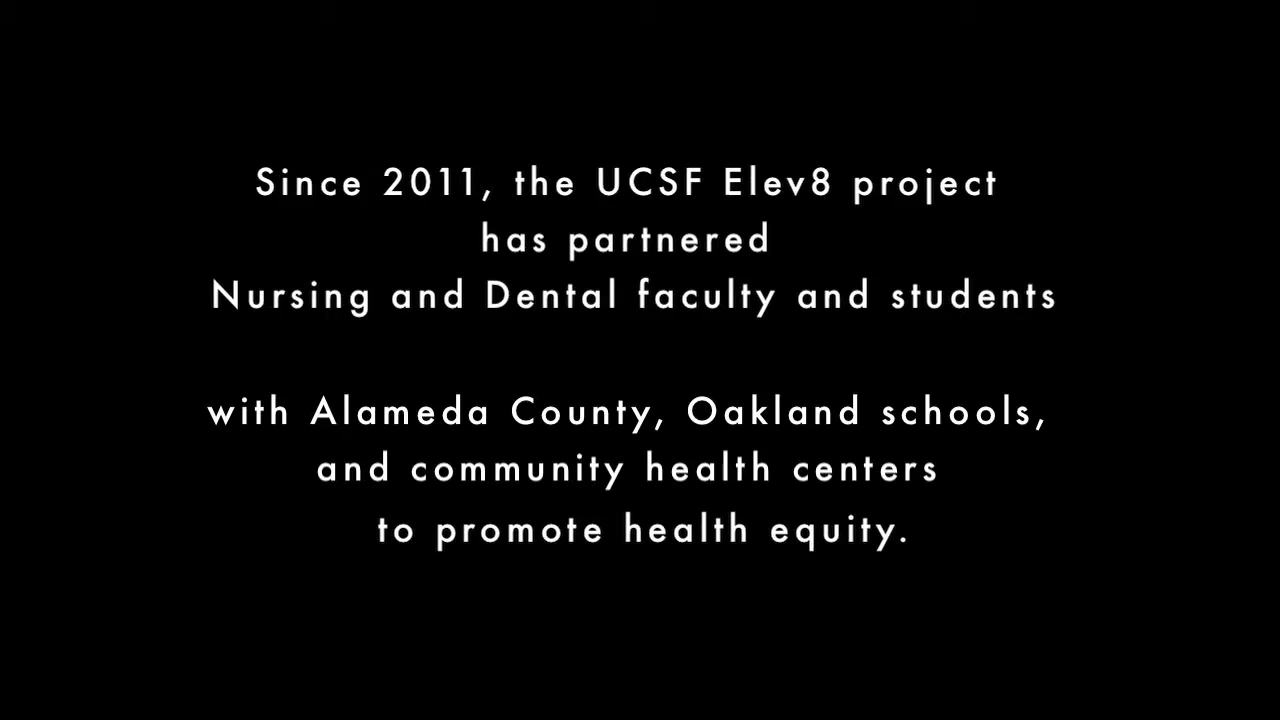 Since 2011, the UCSF Elev8 project
has partnered
Nursing and Dental faculty and students
with Alameda County, Oakland schools,
and community health centers
to promote health equity.